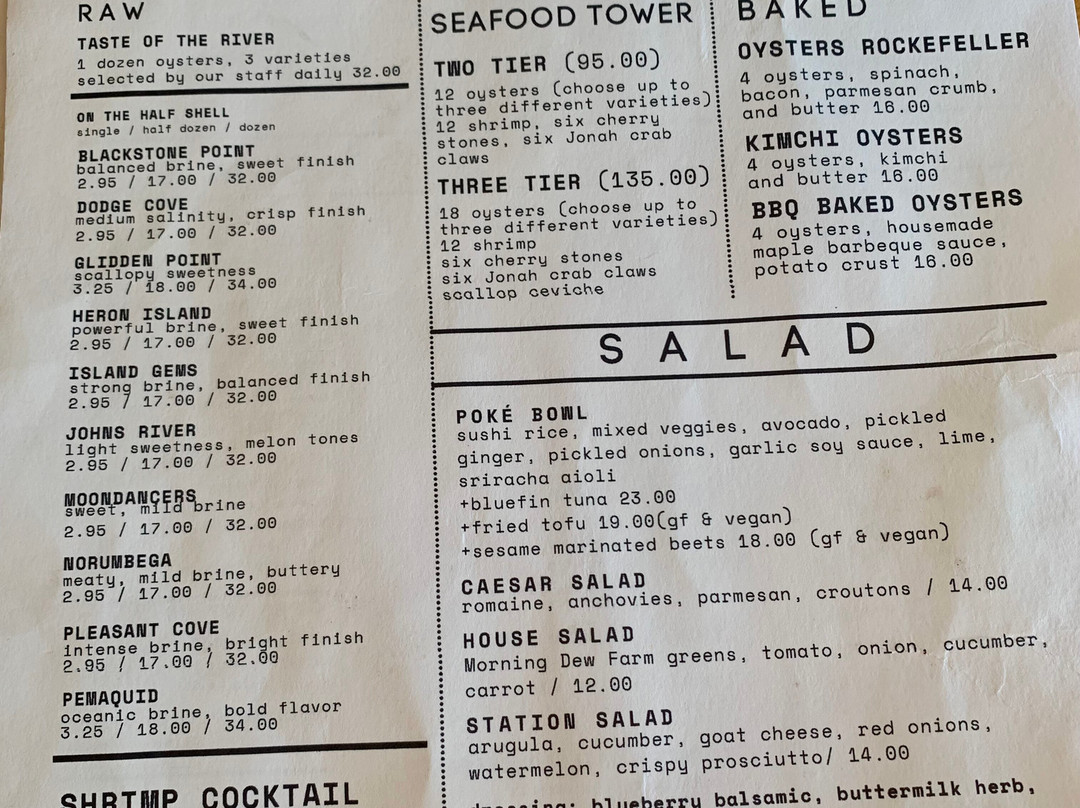 RAW
TASTE OF THE RIVER
1 dozen oysters, 3 varieties
selected by our staff daily 32.00
ON THE HALF SHELL
single / half dozen / dozen
BLACKSTONE POINT
balanced brine, sweet finish
2.95 / 17.00 / 32.00
DODGE COVE
medium salinity, crisp finish
2.95 / 17.00 / 32.00
GLIDDEN POINT
scallopy sweetness
3.25 / 18.00 / 34.00
HERON ISLAND
powerful brine, sweet finish
2.95 / 17.00 / 32.00
ISLAND GEMS
strong brine, balanced finish
2.95 / 17.00 / 32.00
JOHNS RIVER
light sweetness, melon tones
2.95 / 17.00 / 32.00
MOONDANCERS
sweet, mild brine
2.95 / 17.00 / 32.00
NORUMBEGA
meaty, mild brine, buttery
2.95 / 17.00 / 32.00
PLEASANT COVE
intense brine, bright finish
2.95 / 17.00 / 32.00
PEMAQUID
oceanic brine, bold flavor
3.25 / 18.00 / 34.00
SHRIMP COCKTAIL
SEAFOOD TOWER
TWO TIER (95.00)
12 oysters (choose up to
three different varieties)
12 shrimp, six cherry
stones, six Jonah crab
claws
THREE TIER (135.00)
18 oysters (choose up to
three different varieties)
12 shrimp
six cherry stones
six Jonah crab claws
scallop ceviche
BAKED
OYSTERS ROCKEFELLER
4 oysters, spinach,
bacon, parmesan crumb,
and butter 16.00
KIMCHI OYSTERS
4 oysters, kimchi
and butter 16.00
BBQ BAKED OYSTERS
4 oysters, housemade
maple barbeque sauce,
potato crust 16.00
SALAD
POKÉ BOWL
sushi rice, mixed veggies, avocado, pickled
ginger, pickled onions, garlic soy sauce, lime,
sriracha aioli
+bluefin tuna 23.00
+fried tofu 19.00(gf & vegan)
+sesame marinated beets 18.00 (gf & vegan)
CAESAR SALAD
romaine, anchovies, parmesan, croutons / 14.00
HOUSE SALAD
Morning Dew Farm greens, tomato, onion, cucumber,
carrot / 12.00
STATION SALAD
arugula, cucumber, goat cheese, red onions,
watermelon, crispy prosciutto/ 14.00
dressing: blueberry balsamic, buttermilk herb,